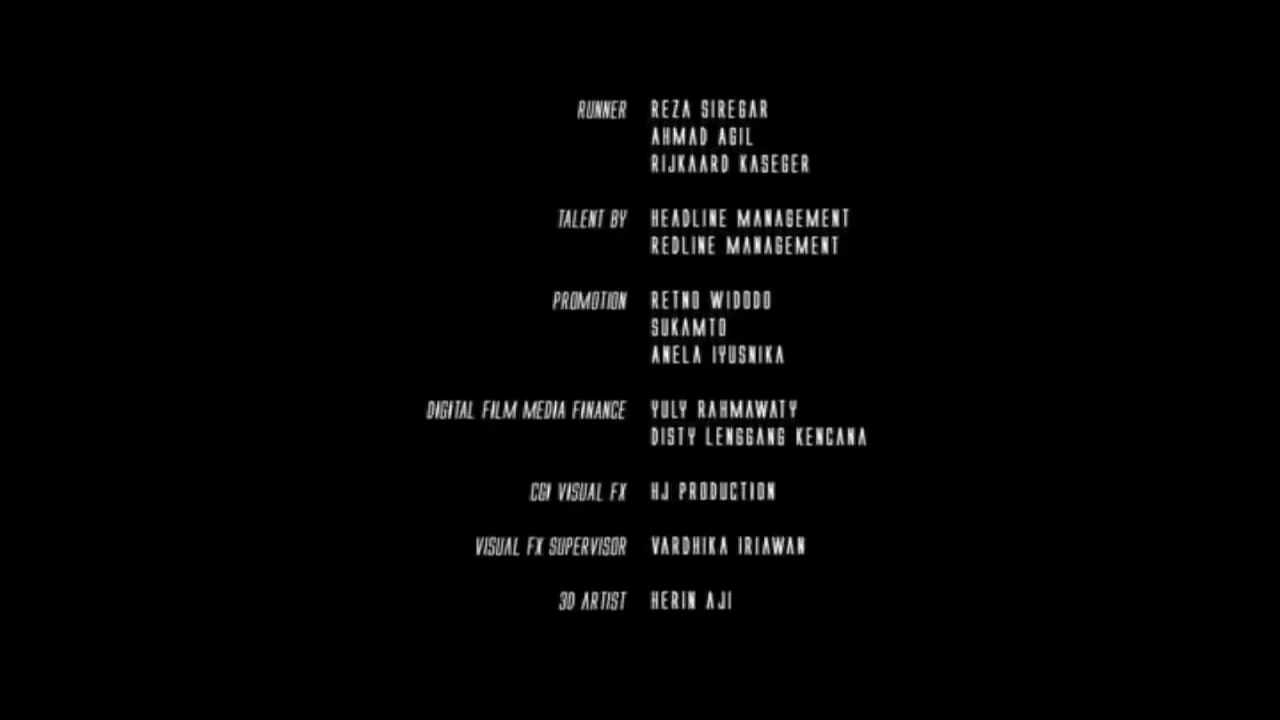 RUNNER REZA SIREGAR
AHMAD AGIL
RIJKAARD KASEGER
TALENT BY HEADLINE MANAGEMENT
REDLINE MANAGEMENT
PROMOTION RETNO WIDODO
SUKAMTO
ANELA IYUSNIKA
DIGITAL FILM MEDIA FINANCE YULY RAHMAWATY
DISTY LENGGANG KENCANA
CGI VISUAL FX HJ PRODUCTION
VISUAL FX SUPERVISOR VARDHIKA IRIAWAN
3D ARTIST HERIN AJI